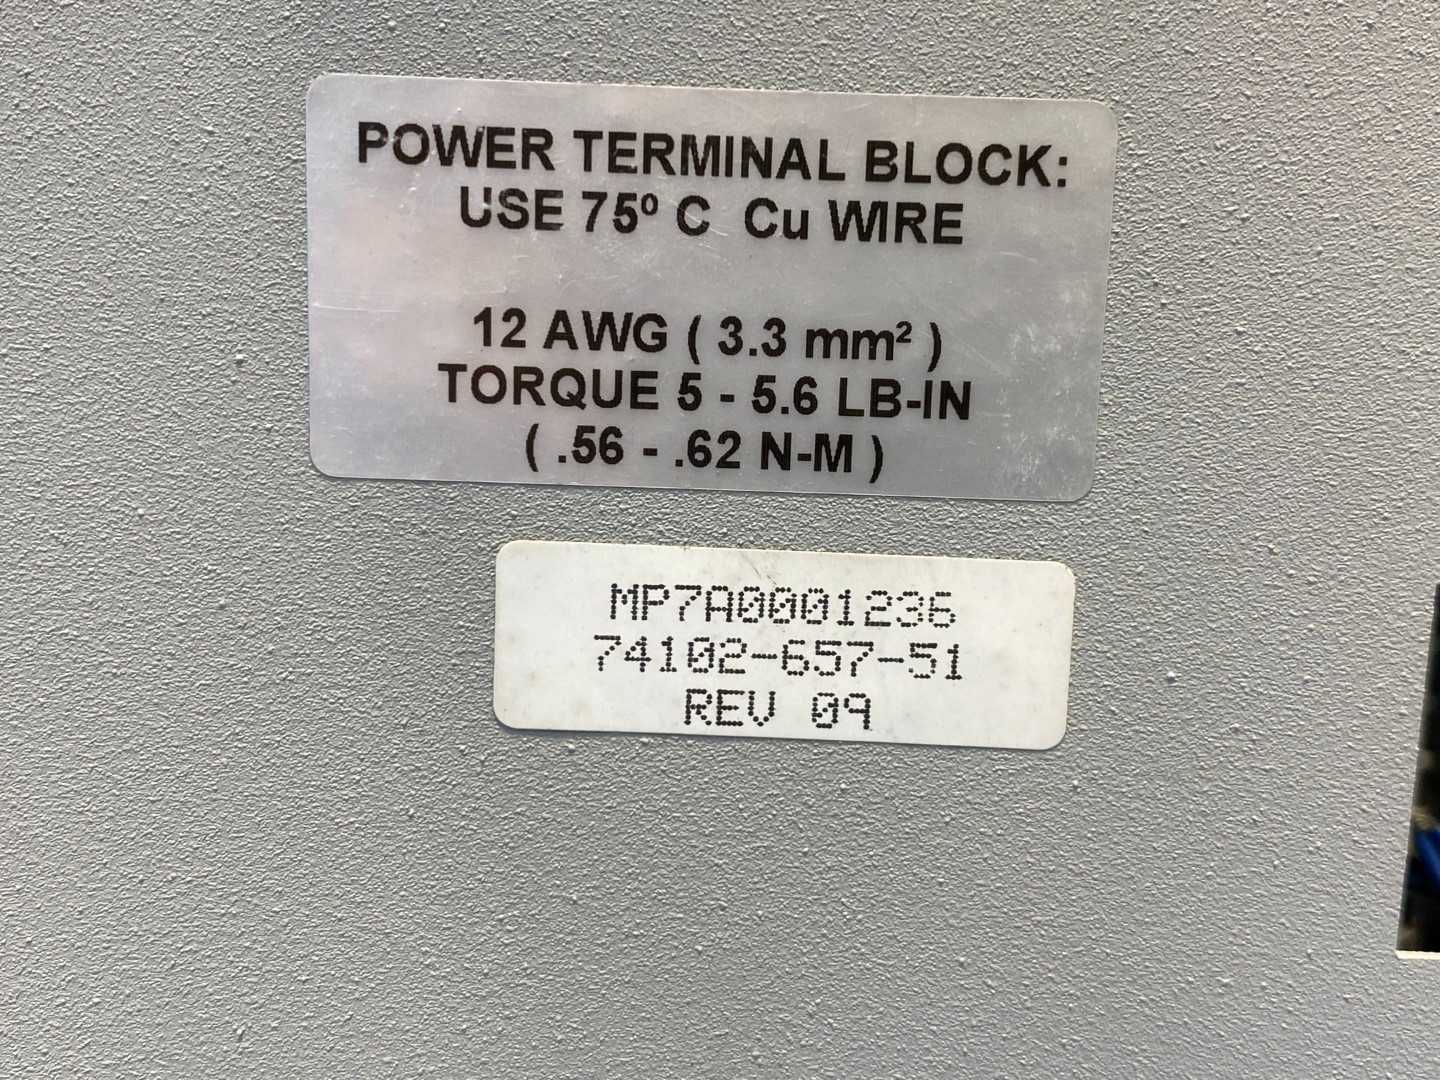 POWER TERMINAL BLOCK:
USE 75º C Cu WIRE
12 AWG ( 3.3 mm² )
TORQUE 5 - 5.6 LB-IN
( .56 - .62 N-M )
MP7A0001236
74102-657-51
REV 09